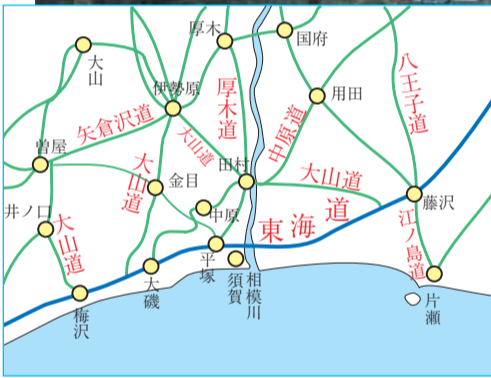 厚木
国府
大山
八王子道
伊勢原
用田
矢倉沢道
厚木道
中原道
大山道
曽屋
田村
大山道
大山道
金目
藤沢
井ノ口
大山道
中原
東海道
江ノ島道
平塚
大磯
須賀
相模川
片瀬
梅沢